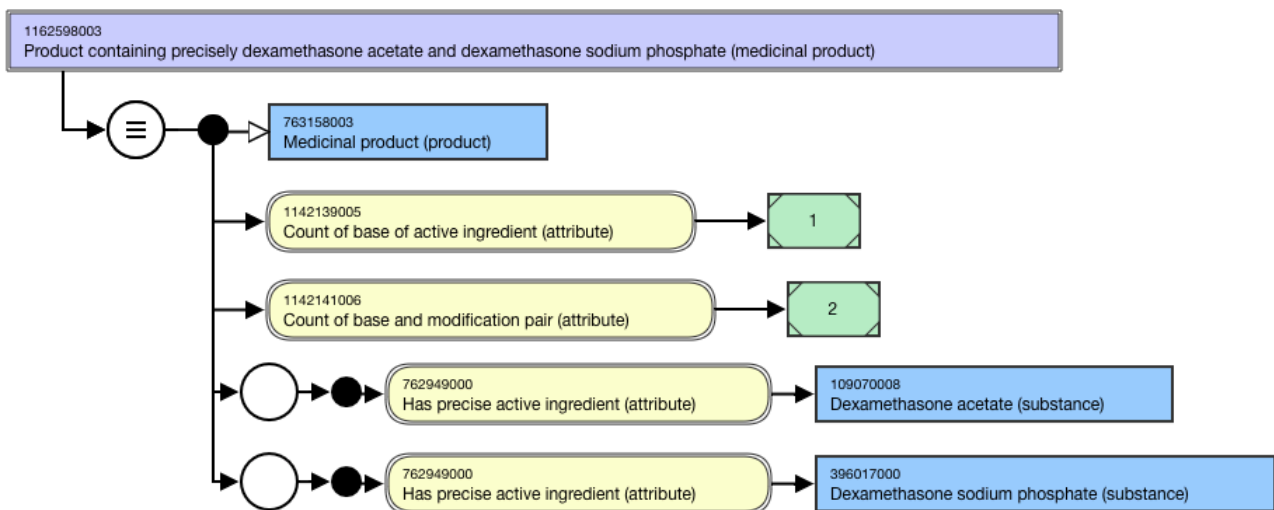 1162598003
Product containing precisely dexamethasone acetate and dexamethasone sodium phosphate (medicinal product)
763158003
Medicinal product (product)
1142139005
Count of base of active ingredient (attribute)
1
1142141006
Count of base and modification pair (attribute)
2
762949000
Has precise active ingredient (attribute)
109070008
Dexamethasone acetate (substance)
762949000
Has precise active ingredient (attribute)
396017000
Dexamethasone sodium phosphate (substance)